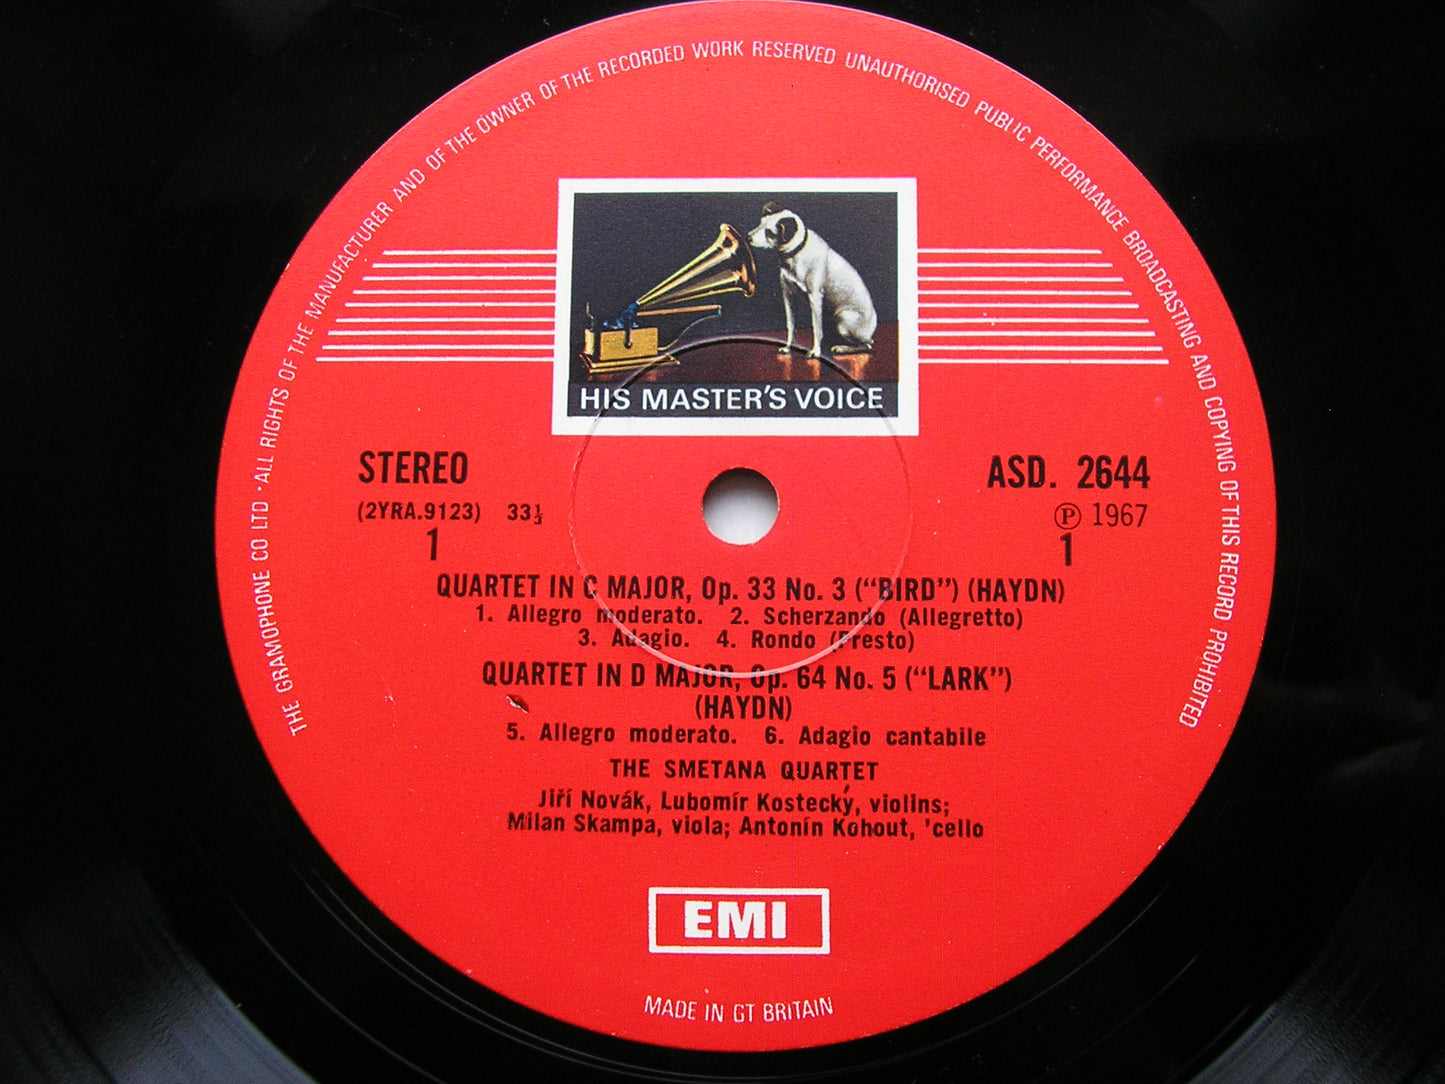 THE GRAMOPHONE CO LTD · ALL RIGHTS OF THE MANUFACTURER AND OF THE OWNER OF THE RECORDED WORK RESERVED UNAUTHORISED PUBLIC PERFORMANCE BROADCASTING AND COPYING OF THIS RECORD PROHIBITED
HIS MASTER'S VOICE
STEREO
ASD. 2644
(2YRA.9123) 33⅓
℗ 1967
1
1
QUARTET IN C MAJOR, Op. 33 No. 3 (“BIRD”) (HAYDN)
1. Allegro moderato. 2. Scherzando (Allegretto)
3. Adagio. 4. Rondo (Presto)
QUARTET IN D MAJOR, Op. 64 No. 5 (“LARK”)
(HAYDN)
5. Allegro moderato. 6. Adagio cantabile
THE SMETANA QUARTET
Jiří Novák, Lubomír Kostecký, violins;
Milan Skampa, viola; Antonín Kohout, 'cello
EMI
MADE IN GT BRITAIN